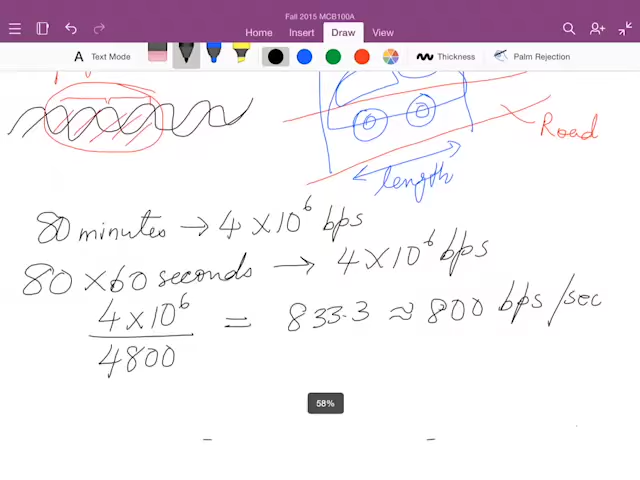 Fall 2015 MCB100A
Home Insert Draw View
A Text Mode Thickness Palm Rejection
Road
length
80 minutes → 4 × 10⁶ bps
80 × 60 seconds → 4 × 10⁶ bps
4 × 10⁶
= 833.3 ≈ 800 bps/sec
4800
58%